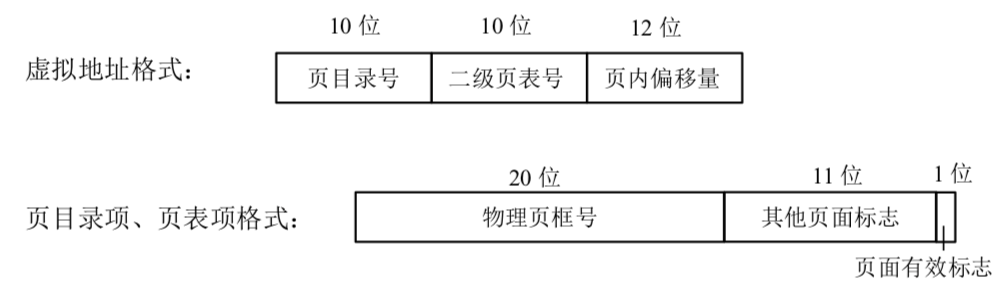 10 位 10 位 12 位
虚拟地址格式： 页目录号 二级页表号 页内偏移量
20 位 11 位 1 位
页目录项、页表项格式： 物理页框号 其他页面标志
页面有效标志